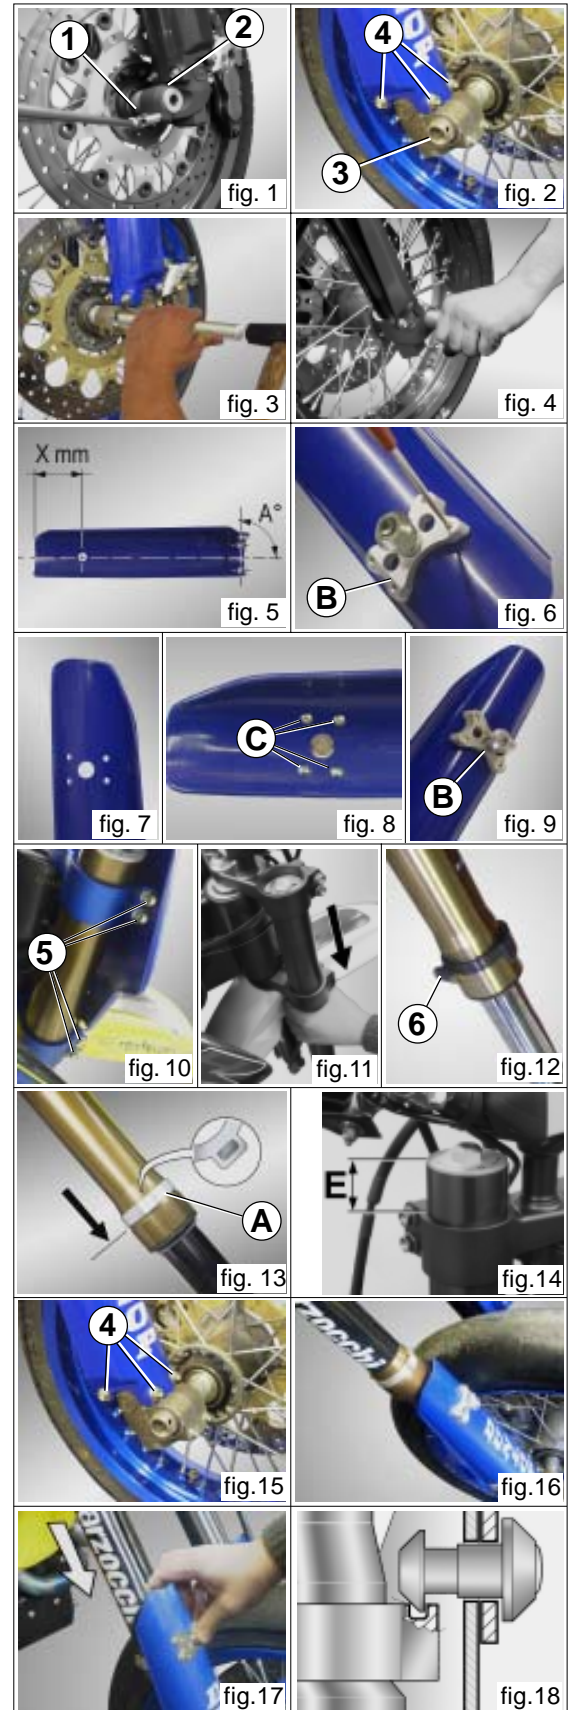 1
2
fig. 1
4
3
fig. 2
fig. 3
fig. 4
X mm
A°
fig. 5
B
fig. 6
fig. 7
C
fig. 8
B
fig. 9
5
fig. 10
fig.11
6
fig.12
A
fig. 13
E
fig.14
4
fig.15
rzocchi
fig.16
erzocchi
fig.17
fig.18